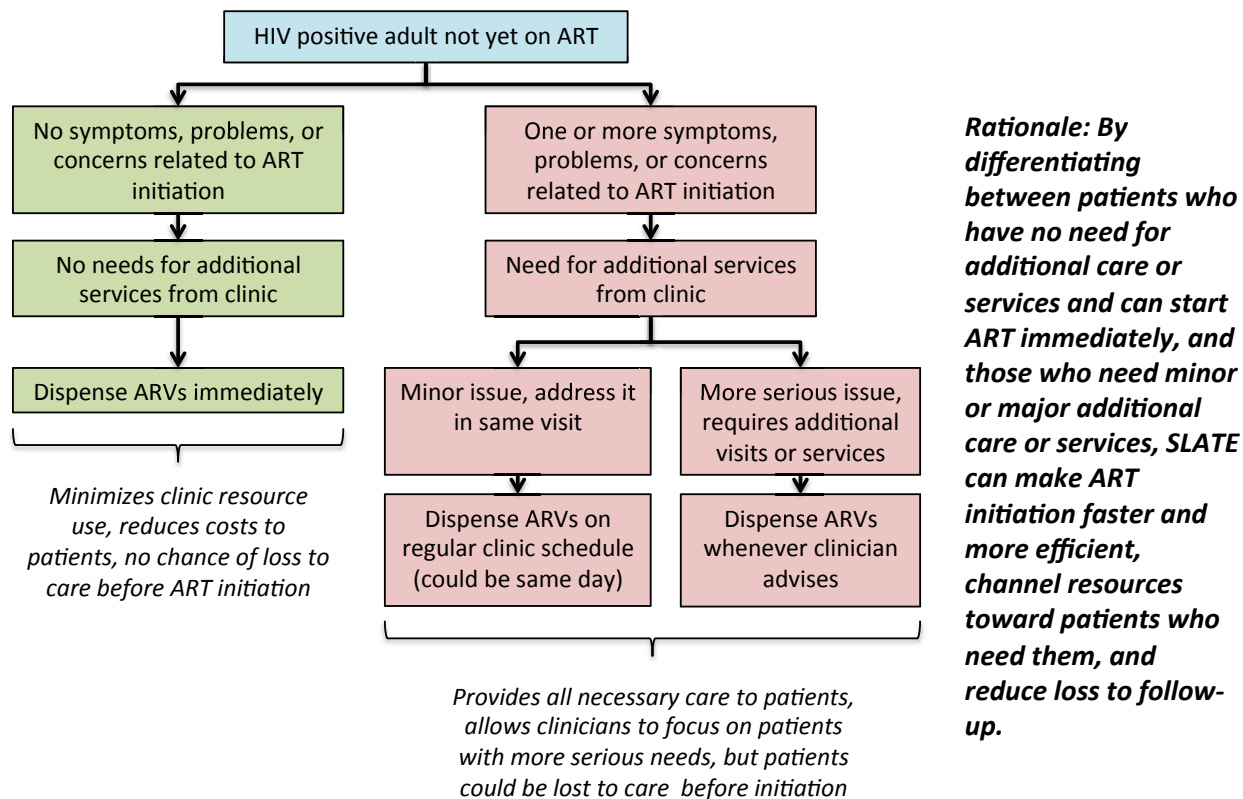 HIV positive adult not yet on ART
No symptoms, problems, or
concerns related to ART
initiation
No needs for additional
services from clinic
Dispense ARVs immediately
Minimizes clinic resource
use, reduces costs to
patients, no chance of loss to
care before ART initiation
One or more symptoms,
problems, or concerns
related to ART initiation
Need for additional services
from clinic
Minor issue, address it
in same visit
Dispense ARVs on
regular clinic schedule
(could be same day)
More serious issue,
requires additional
visits or services
Dispense ARVs
whenever clinician
advises
Provides all necessary care to patients,
allows clinicians to focus on patients
with more serious needs, but patients
could be lost to care before initiation
Rationale: By
differentiating
between patients who
have no need for
additional care or
services and can start
ART immediately, and
those who need minor
or major additional
care or services, SLATE
can make ART
initiation faster and
more efficient,
channel resources
toward patients who
need them, and
reduce loss to follow-
up.